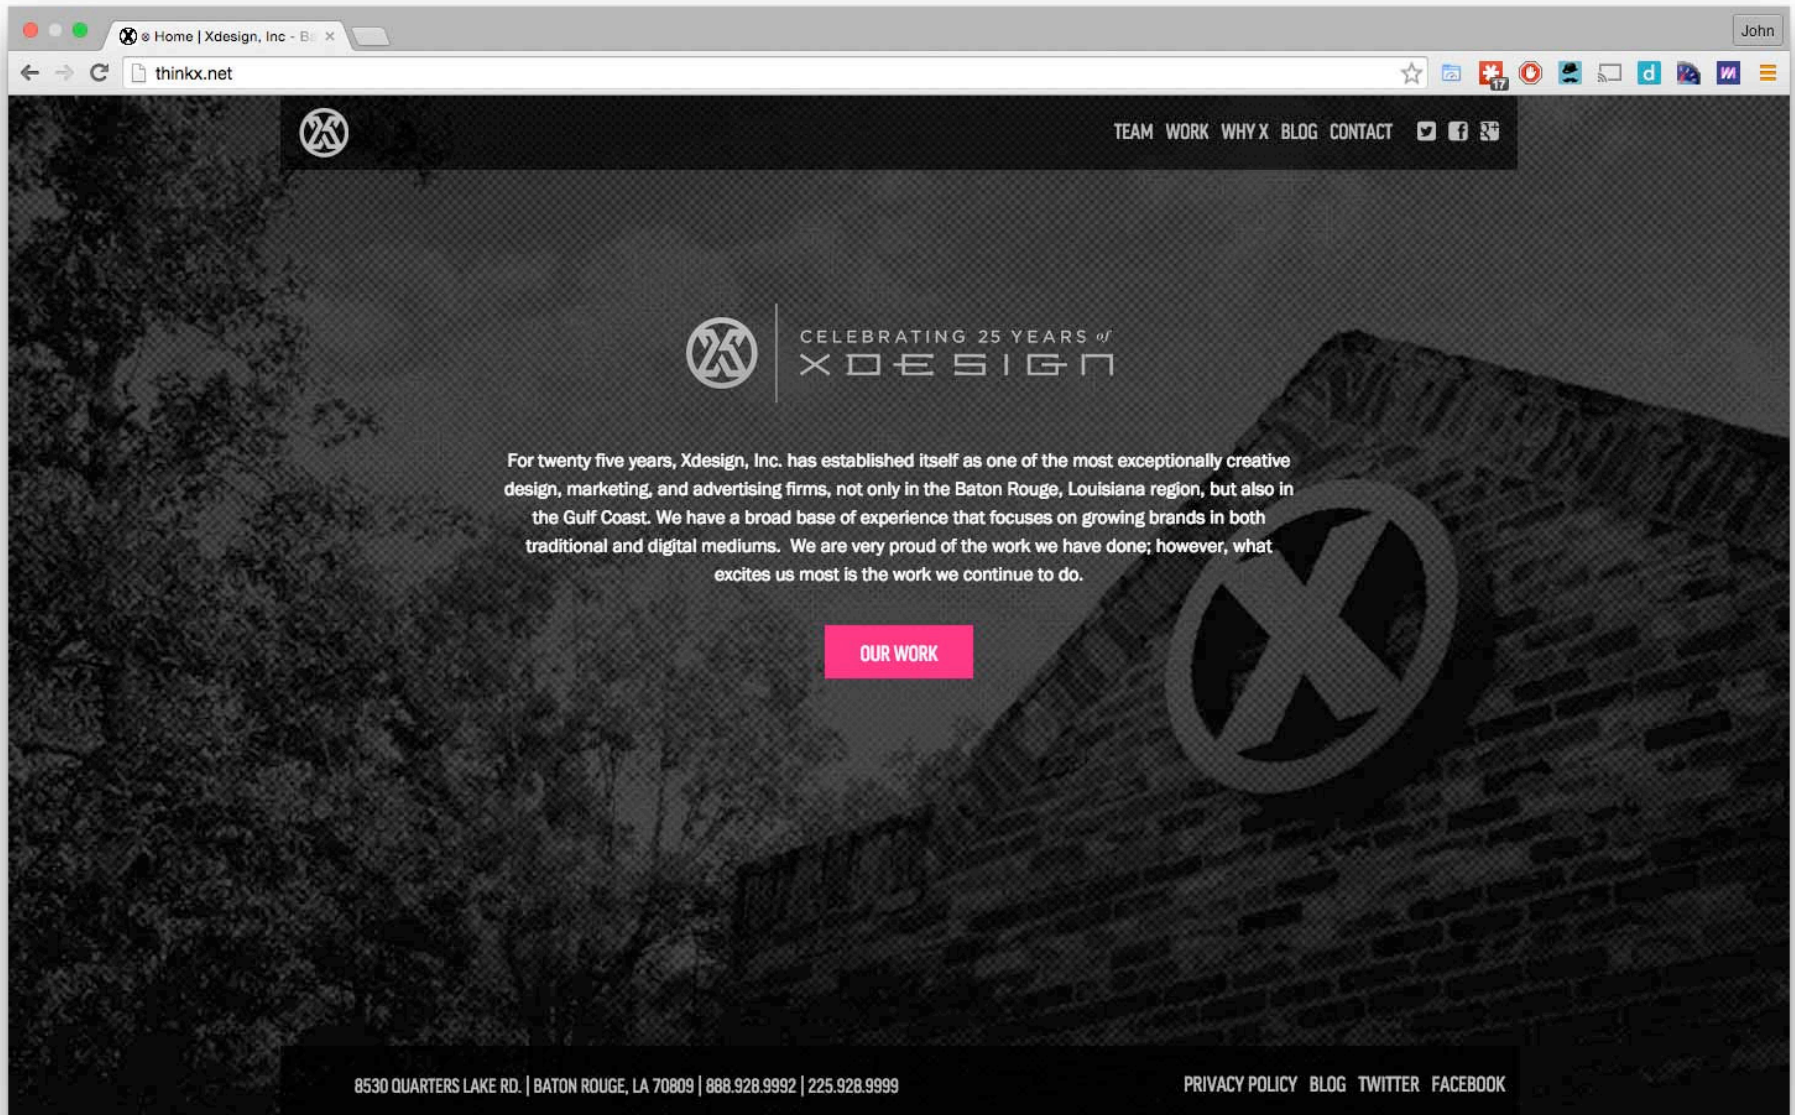 Home | Xdesign, Inc - Ba
John
thinkx.net
17
d
TEAM WORK WHY X BLOG CONTACT
CELEBRATING 25 YEARS of
XDESIGN
For twenty five years, Xdesign, Inc. has established itself as one of the most exceptionally creative
design, marketing, and advertising firms, not only in the Baton Rouge, Louisiana region, but also in
the Gulf Coast. We have a broad base of experience that focuses on growing brands in both
traditional and digital mediums.  We are very proud of the work we have done; however, what
excites us most is the work we continue to do.
OUR WORK
X
8530 QUARTERS LAKE RD. | BATON ROUGE, LA 70809 | 888.928.9992 | 225.928.9999
PRIVACY POLICY BLOG TWITTER FACEBOOK